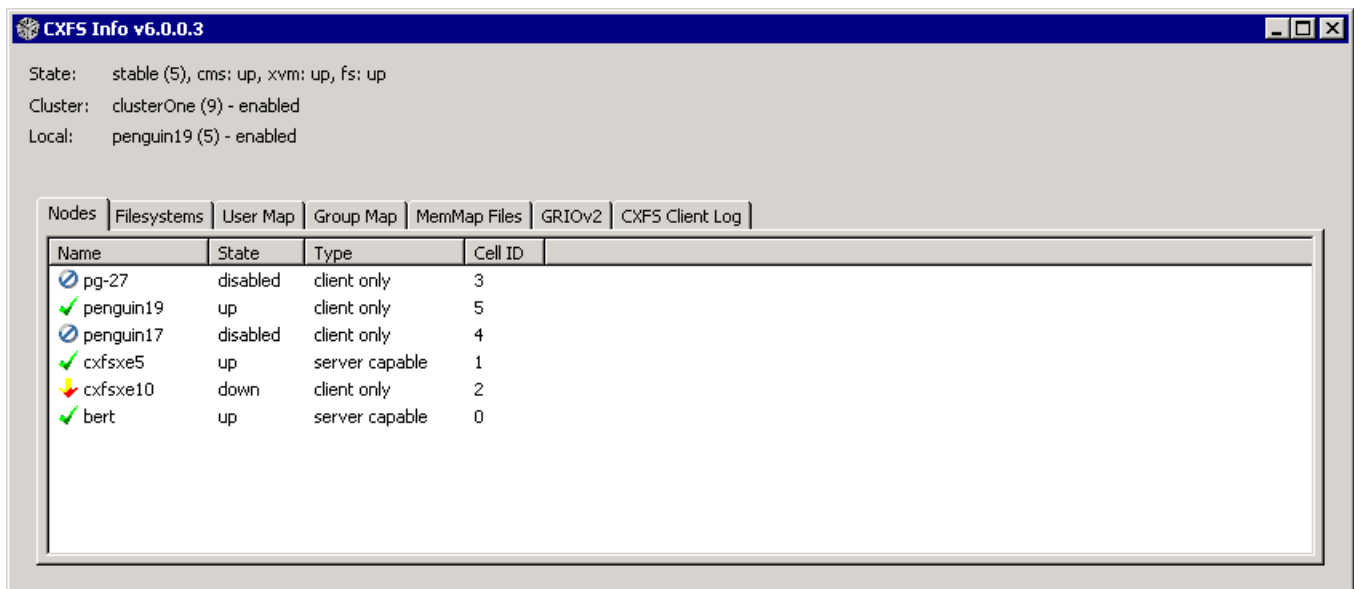 CXFS Info v6.0.0.3
State: stable (5), cms: up, xvm: up, fs: up
Cluster: clusterOne (9) - enabled
Local: penguin19 (5) - enabled
Nodes Filesystems User Map Group Map MemMap Files GRIOv2 CXFS Client Log
Name State Type Cell ID
pg-27 disabled client only 3
penguin19 up client only 5
penguin17 disabled client only 4
cxfsxe5 up server capable 1
cxfsxe10 down client only 2
bert up server capable 0